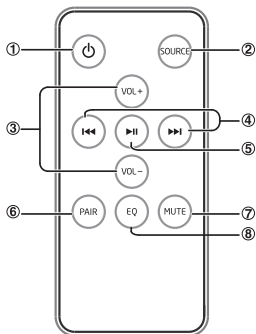 ① ② SOURCE
VOL+
③ ④
⑤
VOL−
⑥ PAIR EQ MUTE ⑦
⑧